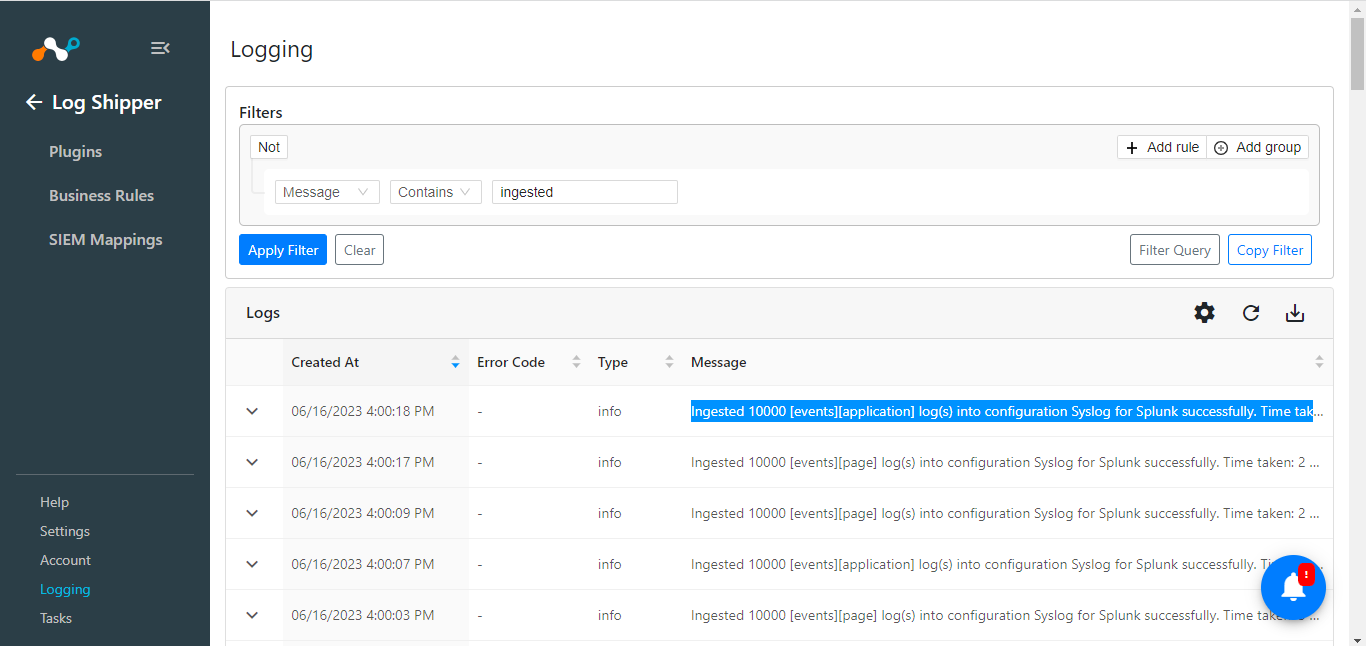 Logging
Log Shipper
Plugins
Business Rules
SIEM Mappings
Help
Settings
Account
Logging
Tasks
Filters
Not
Add rule
Add group
Message
Contains
ingested
Apply Filter
Clear
Filter Query
Copy Filter
Logs
Created At Error Code Type Message
06/16/2023 4:00:18 PM - info Ingested 10000 [events][application] log(s) into configuration Syslog for Splunk successfully. Time tak...
06/16/2023 4:00:17 PM - info Ingested 10000 [events][page] log(s) into configuration Syslog for Splunk successfully. Time taken: 2 ...
06/16/2023 4:00:09 PM - info Ingested 10000 [events][page] log(s) into configuration Syslog for Splunk successfully. Time taken: 2 ...
06/16/2023 4:00:07 PM - info Ingested 10000 [events][application] log(s) into configuration Syslog for Splunk successfully.
06/16/2023 4:00:03 PM - info Ingested 10000 [events][page] log(s) into configuration Syslog for Splunk successfully. Time